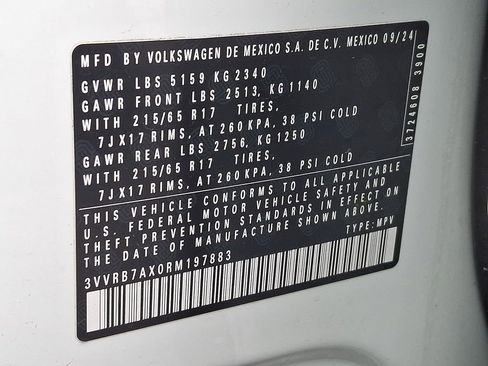 MFD BY VOLKSWAGEN DE MEXICO S.A. DE C.V. MEXICO 09/24
GVWR LBS 5159 KG 2340
GAWR FRONT LBS 2513, KG 1140
WITH 215/65 R17 TIRES,
7JX17 RIMS, AT 260 KPA, 38 PSI COLD
GAWR REAR LBS 2756, KG 1250
WITH 215/65 R17 TIRES,
7JX17 RIMS, AT 260 KPA, 38 PSI COLD
THIS VEHICLE CONFORMS TO ALL APPLICABLE
U.S. FEDERAL MOTOR VEHICLE SAFETY AND
THEFT PREVENTION STANDARDS IN EFFECT ON
THE DATE OF MANUFACTURE SHOWN ABOVE.
TYPE: MPV
3VVRB7AX0RM197883
3724608 3900